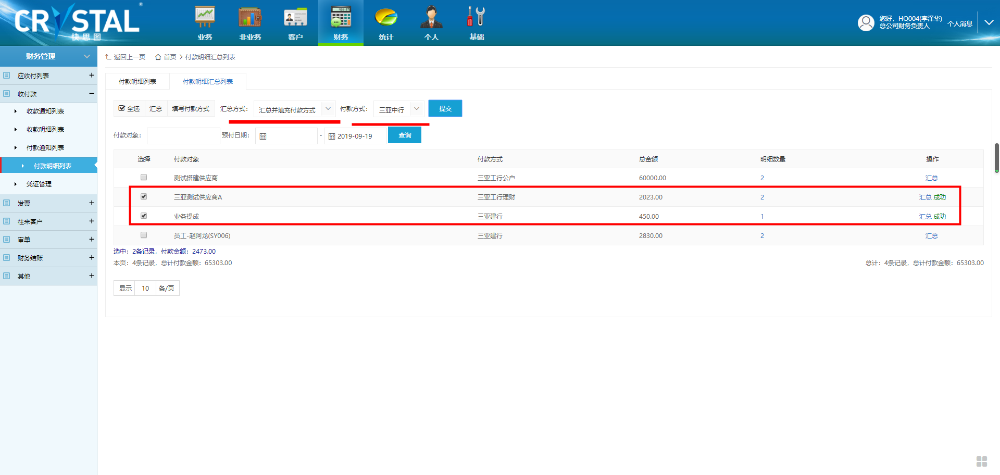 CRYSTAL®
快思图
业务
非业务
客户
财务
统计
个人
基础
您好，HQ004(李泽华)
总公司财务负责人
个人消息
财务管理
应收付列表
收付款
收款通知列表
收款明细列表
付款通知列表
付款明细列表
凭证管理
发票
往来客户
审单
财务结账
其他
返回上一页 首页 > 付款明细汇总列表
付款明细列表 付款明细汇总列表
全选 汇总 填写付款方式 汇总方式： 汇总并填充付款方式 付款方式： 三亚中行 提交
付款对象： 预付日期： - 2019-09-19 查询
选择 付款对象 付款方式 总金额 明细数量 操作
测试搭建供应商 三亚工行公户 60000.00 2 汇总
三亚测试供应商A 三亚工行理财 2023.00 2 汇总 成功
业务提成 三亚建行 450.00 1 汇总 成功
员工-赵阿龙(SY006) 三亚建行 2830.00 2 汇总
选中：2条记录，付款金额：2473.00
本页：4条记录，总计付款金额：65303.00 总计：4条记录，总计付款金额：65303.00
显示 10 条/页